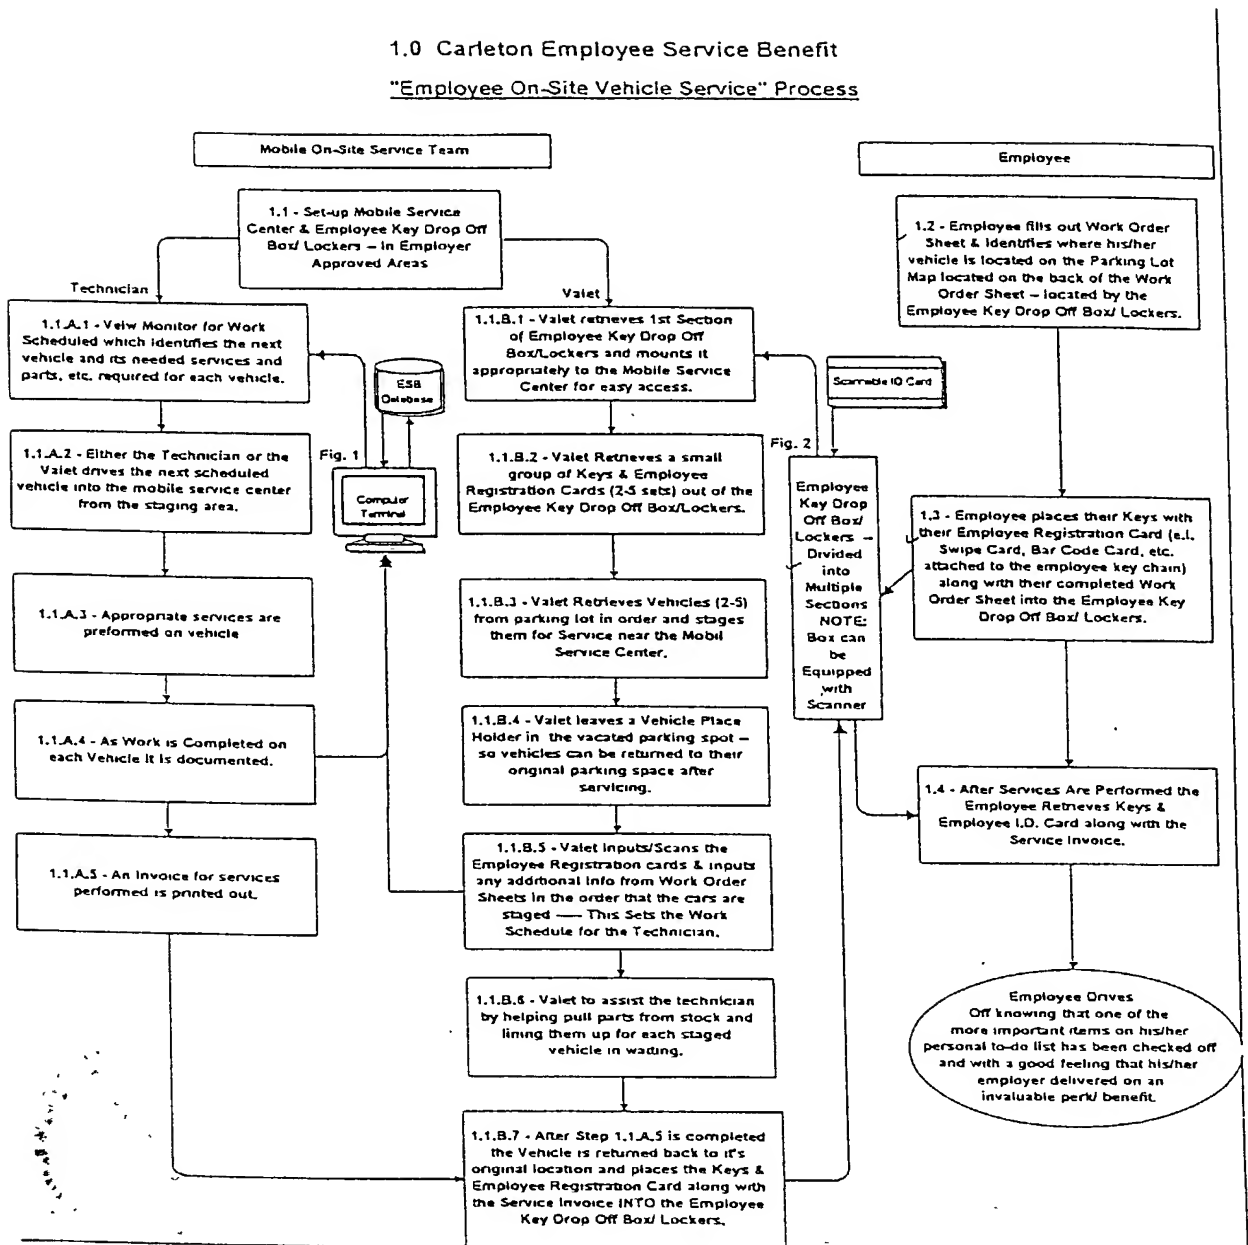 1.0 Carleton Employee Service Benefit
"Employee On-Site Vehicle Service" Process
Mobile On-Site Service Team
Employee
1.1 - Set-up Mobile Service
Center & Employee Key Drop Off
Box/ Lockers – in Employer
Approved Areas
1.2 - Employee fills out Work Order
Sheet & Identifies where his/her
vehicle is located on the Parking Lot
Map located on the back of the Work
Order Sheet – located by the
Employee Key Drop Off Box/ Lockers.
Technician
Valet
1.1.A.1 - Veiw Monitor for Work
Scheduled which identifies the next
vehicle and its needed services and
parts, etc. required for each vehicle.
ESB
Database
1.1.B.1 - Valet retrieves 1st Section
of Employee Key Drop Off
Box/Lockers and mounts it
appropriately to the Mobile Service
Center for easy access.
Scannable ID Card
1.1.A.2 - Either the Technician or the
Valet drives the next scheduled
vehicle into the mobile service center
from the staging area.
Fig. 1
Computer
Terminal
1.1.B.2 - Valet Retrieves a small
group of Keys & Employee
Registration Cards (2-5 sets) out of the
Employee Key Drop Off Box/Lockers.
Fig. 2
Employee
Key Drop
Off Box/
Lockers –
Divided
into
Multiple
Sections
NOTE:
Box can
be
Equipped
with
Scanner
1.3 - Employee places their Keys with
their Employee Registration Card (e.i.
Swipe Card, Bar Code Card, etc.
attached to the employee key chain)
along with their completed Work
Order Sheet into the Employee Key
Drop Off Box/ Lockers.
1.1.A.3 - Appropriate services are
preformed on vehicle
1.1.B.3 - Valet Retrieves Vehicles (2-5)
from parking lot in order and stages
them for Service near the Mobil
Service Center.
1.1.A.4 - As Work is Completed on
each Vehicle it is documented.
1.1.B.4 - Valet leaves a Vehicle Place
Holder in the vacated parking spot –
so vehicles can be returned to their
original parking space after
servicing.
1.4 - After Services Are Performed the
Employee Retrieves Keys &
Employee I.D. Card along with the
Service Invoice.
1.1.A.5 - An Invoice for services
performed is printed out.
1.1.B.5 - Valet Inputs/Scans the
Employee Registration cards & inputs
any additional info from Work Order
Sheets in the order that the cars are
staged —– This Sets the Work
Schedule for the Technician.
1.1.B.6 - Valet to assist the technician
by helping pull parts from stock and
lining them up for each staged
vehicle in waiting.
Employee Drives
Off knowing that one of the
more important items on his/her
personal to-do list has been checked off
and with a good feeling that his/her
employer delivered on an
invaluable perk/ benefit.
1.1.B.7 - After Step 1.1.A.5 is completed
the Vehicle is returned back to it's
original location and places the Keys &
Employee Registration Card along with
the Service Invoice INTO the Employee
Key Drop Off Box/ Lockers.